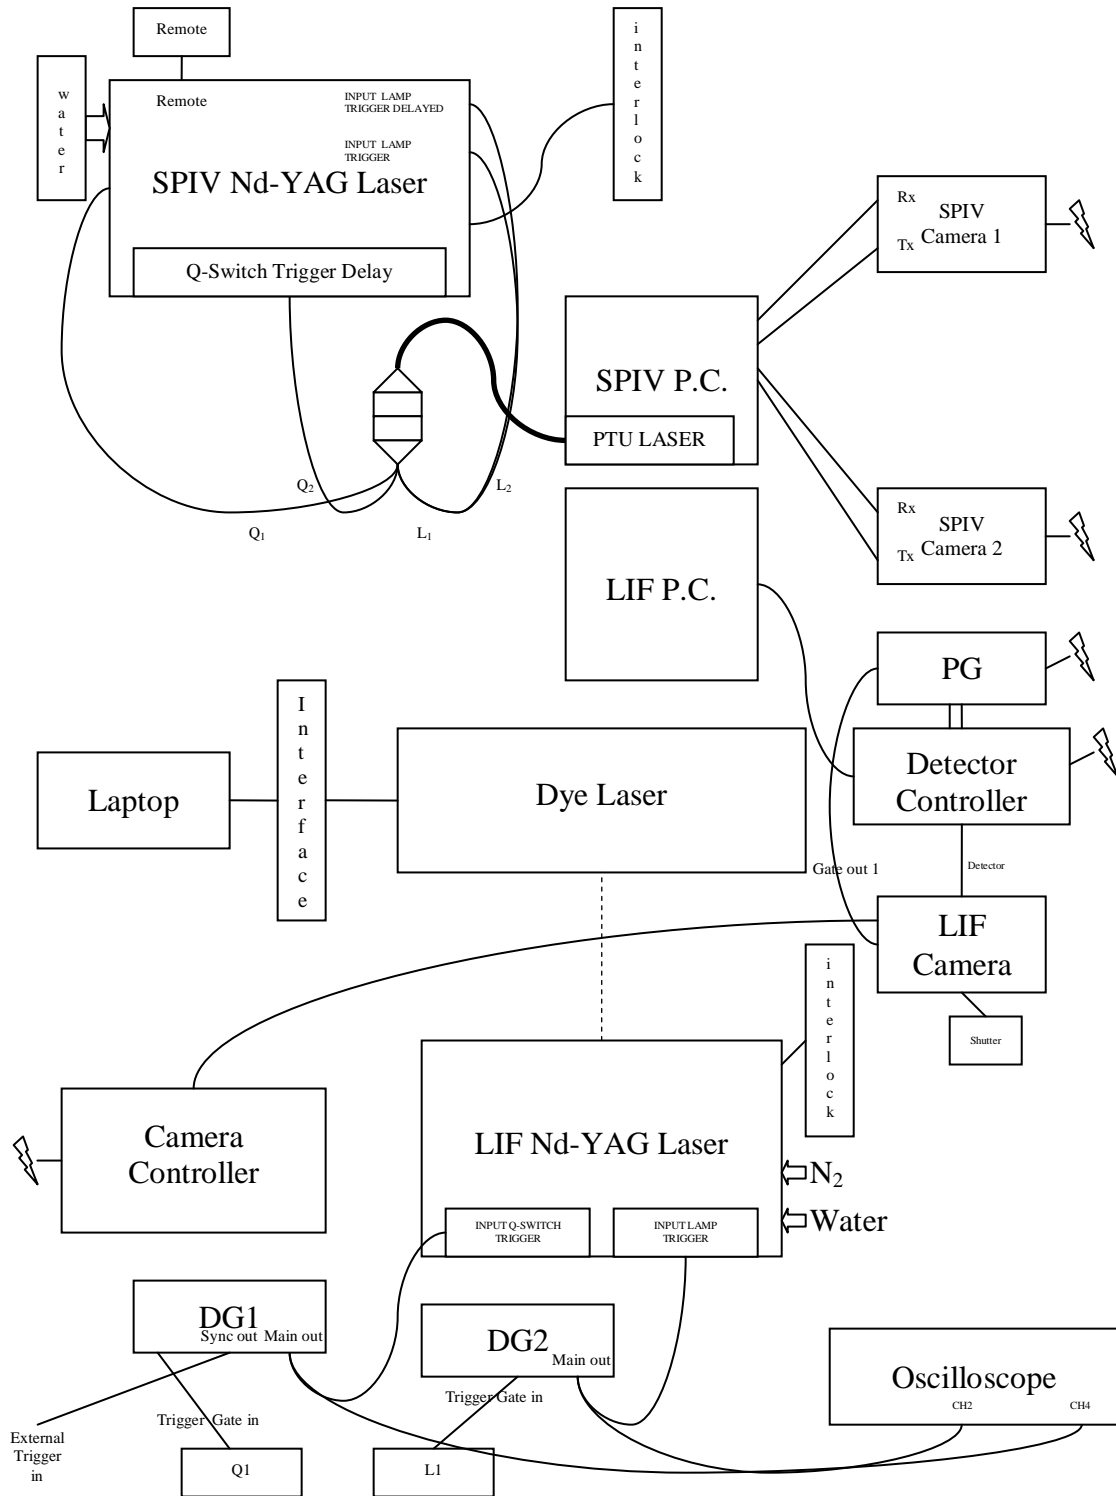 Remote
interlock
water
Remote
INPUT LAMP
TRIGGER DELAYED
INPUT LAMP
TRIGGER
SPIV Nd-YAG Laser
Q-Switch Trigger Delay
Rx
SPIV
Camera 1
Tx
SPIV P.C.
PTU LASER
Q2
L2
Q1
L1
Rx
SPIV
Camera 2
Tx
LIF P.C.
PG
Interface
Laptop
Dye Laser
Detector
Controller
Gate out 1
Detector
LIF
Camera
interlock
Shutter
Camera
Controller
LIF Nd-YAG Laser
N2
Water
INPUT Q-SWITCH
TRIGGER
INPUT LAMP
TRIGGER
DG1
Sync out Main out
DG2
Main out
Oscilloscope
CH2
CH4
Trigger Gate in
Trigger Gate in
External
Trigger
in
Q1
L1